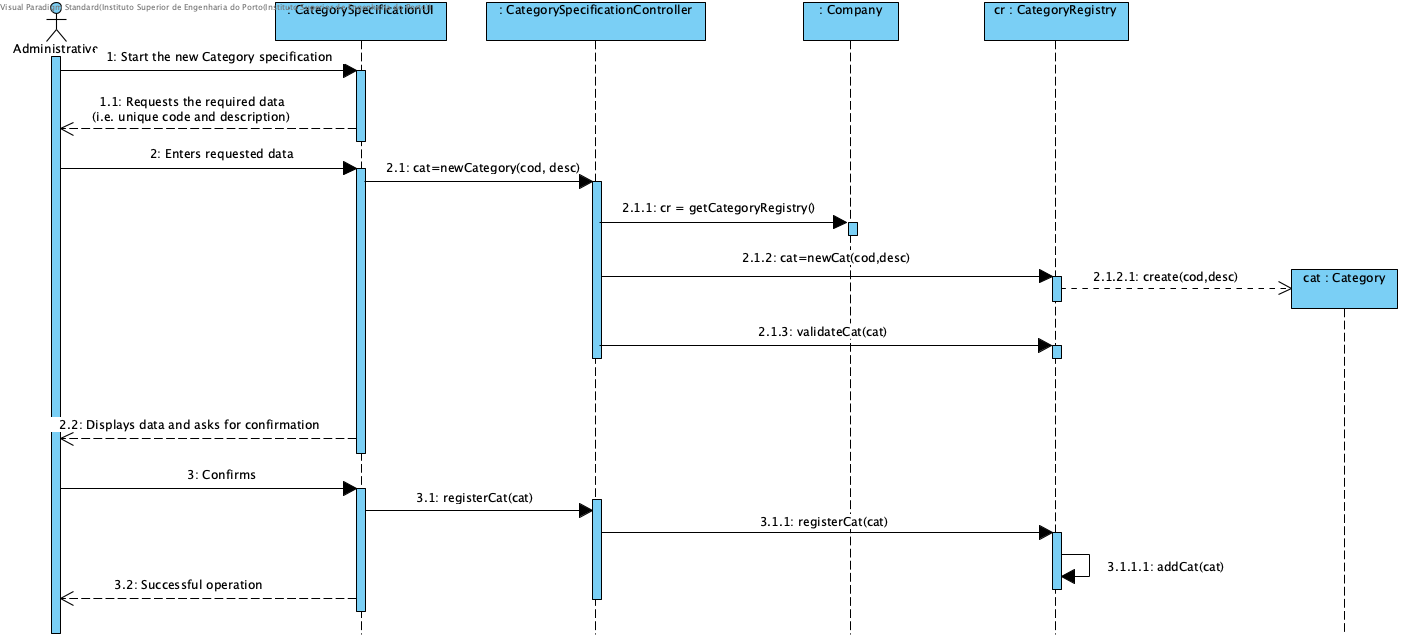 Visual Paradigm Standard(Instituto Superior de Engenharia do Porto(Instituto Superior
: CategorySpecificationUI
: CategorySpecificationController
: Company
cr : CategoryRegistry
Administrative
1: Start the new Category specification
1.1: Requests the required data
(i.e. unique code and description)
2: Enters requested data
2.1: cat=newCategory(cod, desc)
2.1.1: cr = getCategoryRegistry()
2.1.2: cat=newCat(cod,desc)
2.1.2.1: create(cod,desc)
cat : Category
2.1.3: validateCat(cat)
2.2: Displays data and asks for confirmation
3: Confirms
3.1: registerCat(cat)
3.1.1: registerCat(cat)
3.1.1.1: addCat(cat)
3.2: Successful operation